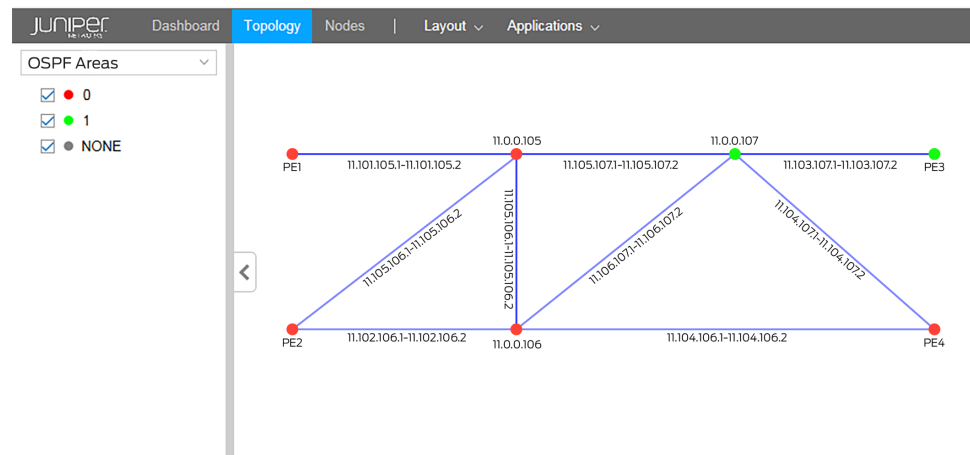 JUNIPEr
NETWORKS
Dashboard Topology Nodes | Layout Applications
OSPF Areas
0
1
NONE
11.0.0.105
11.0.0.107
PE1
11.101.105.1-11.101.105.2
11.105.107.1-11.105.107.2
11.103.107.1-11.103.107.2
PE3
11.105.106.1-11.105.106.2
11.105.106.1-11.105.106.2
11.106.107.1-11.106.107.2
11.104.107.1-11.104.107.2
PE2
11.102.106.1-11.102.106.2
11.0.0.106
11.104.106.1-11.104.106.2
PE4